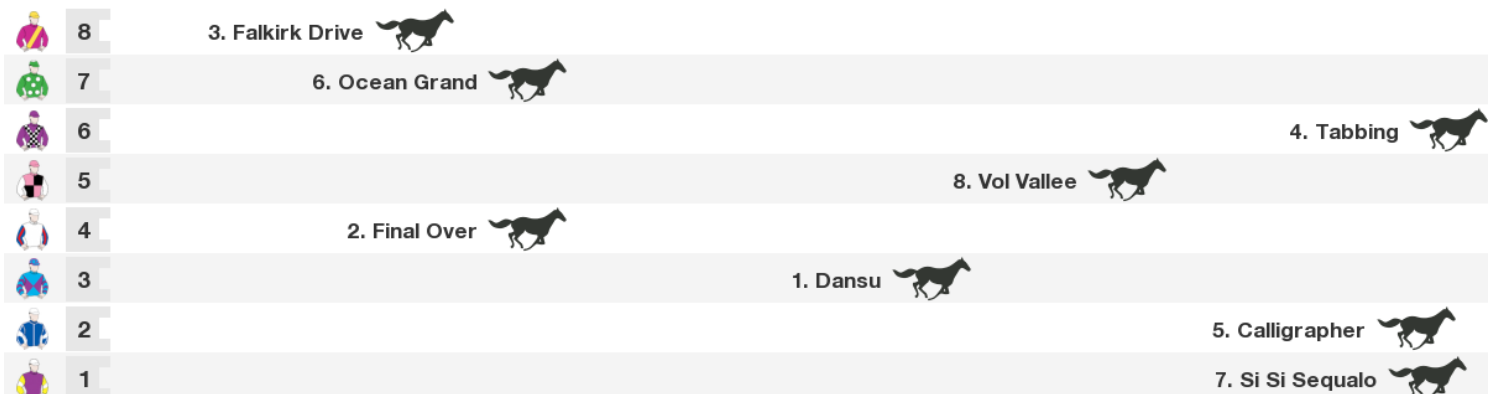 8 3. Falkirk Drive
7 6. Ocean Grand
6 4. Tabbing
5 8. Vol Vallee
4 2. Final Over
3 1. Dansu
2 5. Calligrapher
1 7. Si Si Sequalo